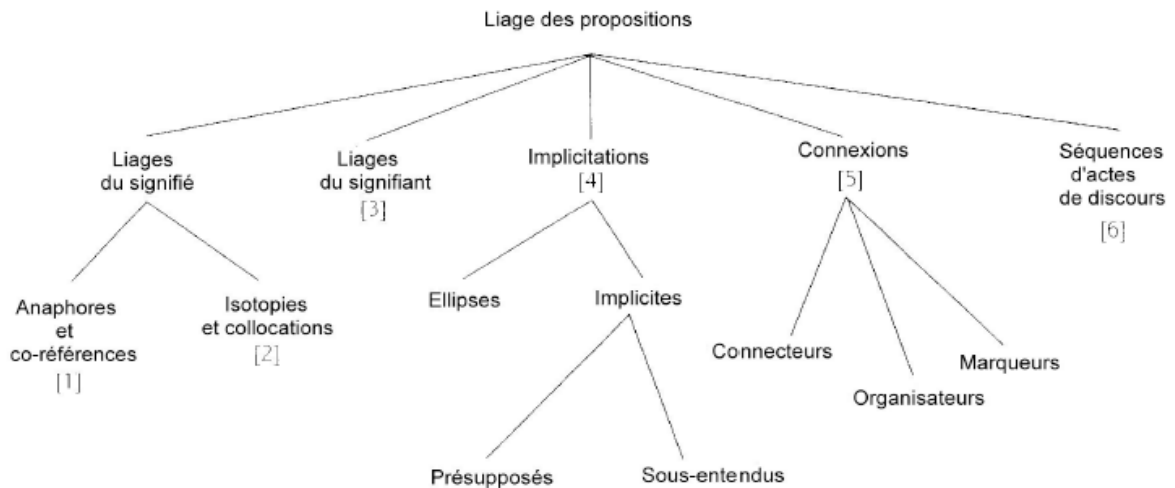 Liage des propositions
Liages
du signifié
Liages
du signifiant
[3]
Implicitations
[4]
Connexions
[5]
Séquences
d'actes
de discours
[6]
Anaphores
et
co-références
[1]
Isotopies
et collocations
[2]
Ellipses
Implicites
Connecteurs
Organisateurs
Marqueurs
Présupposés
Sous-entendus